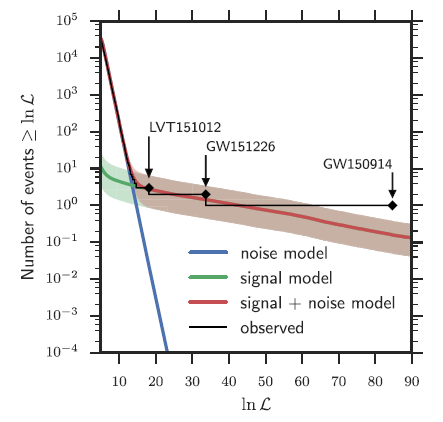 10^5
10^4
10^3
10^2
10^1
10^0
10^-1
10^-2
10^-3
10^-4
Number of events ≥ ln ℒ
LVT151012
GW151226
GW150914
noise model
signal model
signal + noise model
observed
10 20 30 40 50 60 70 80 90
ln ℒ